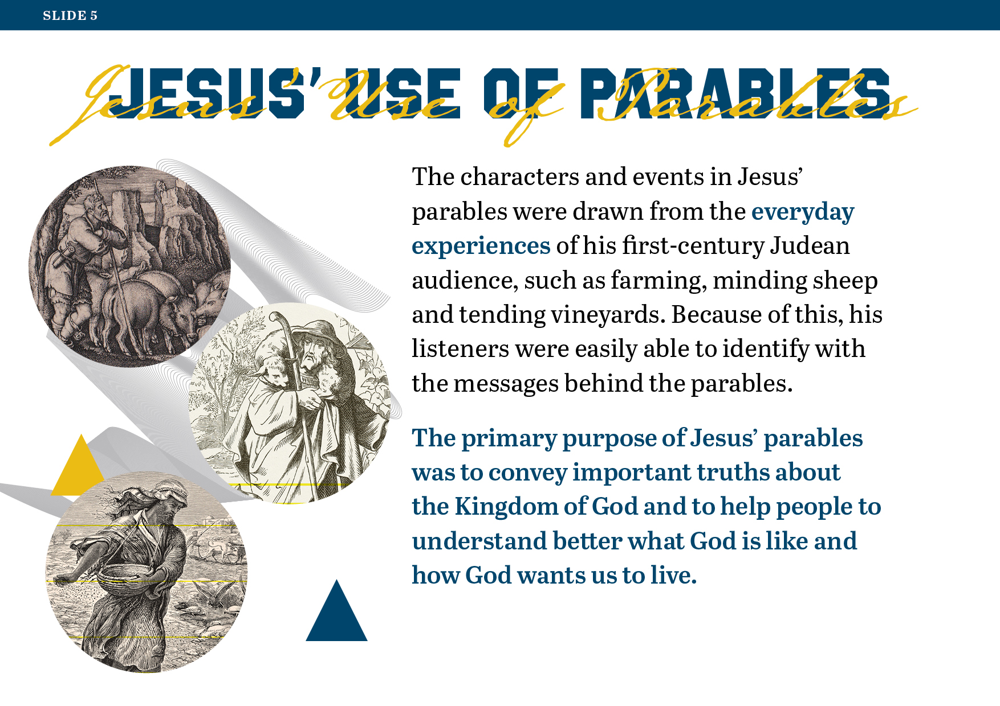 SLIDE 5
JESUS’ USE OF PARABLES
Jesus’ Use of Parables
The characters and events in Jesus’
parables were drawn from the everyday
experiences of his first-century Judean
audience, such as farming, minding sheep
and tending vineyards. Because of this, his
listeners were easily able to identify with
the messages behind the parables.
The primary purpose of Jesus’ parables
was to convey important truths about
the Kingdom of God and to help people to
understand better what God is like and
how God wants us to live.